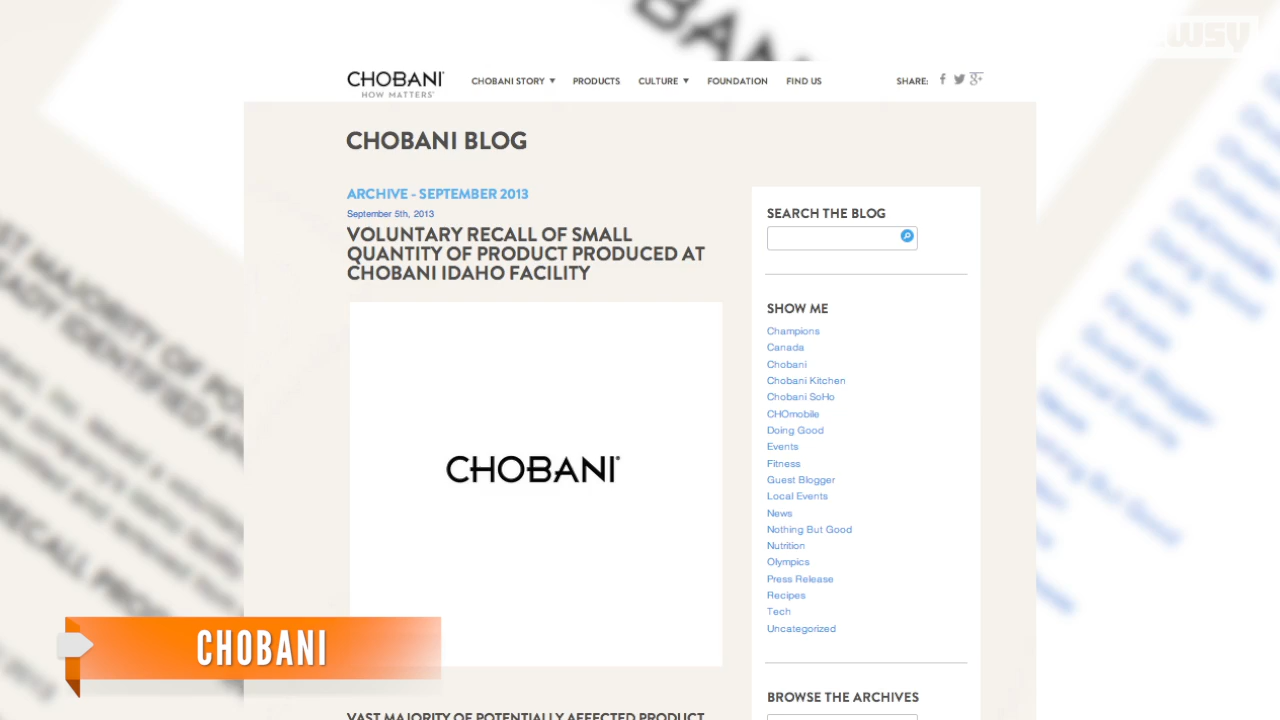 CHOBANI
HOW MATTERS®
CHOBANI STORY ▼ PRODUCTS CULTURE ▼ FOUNDATION FIND US
SHARE:
CHOBANI BLOG
ARCHIVE - SEPTEMBER 2013
September 5th, 2013
VOLUNTARY RECALL OF SMALL
QUANTITY OF PRODUCT PRODUCED AT
CHOBANI IDAHO FACILITY
CHOBANI®
VAST MAJORITY OF POTENTIALLY AFFECTED PRODUCT
SEARCH THE BLOG
SHOW ME
Champions
Canada
Chobani
Chobani Kitchen
Chobani SoHo
CHOmobile
Doing Good
Events
Fitness
Guest Blogger
Local Events
News
Nothing But Good
Nutrition
Olympics
Press Release
Recipes
Tech
Uncategorized
BROWSE THE ARCHIVES
CHOBANI